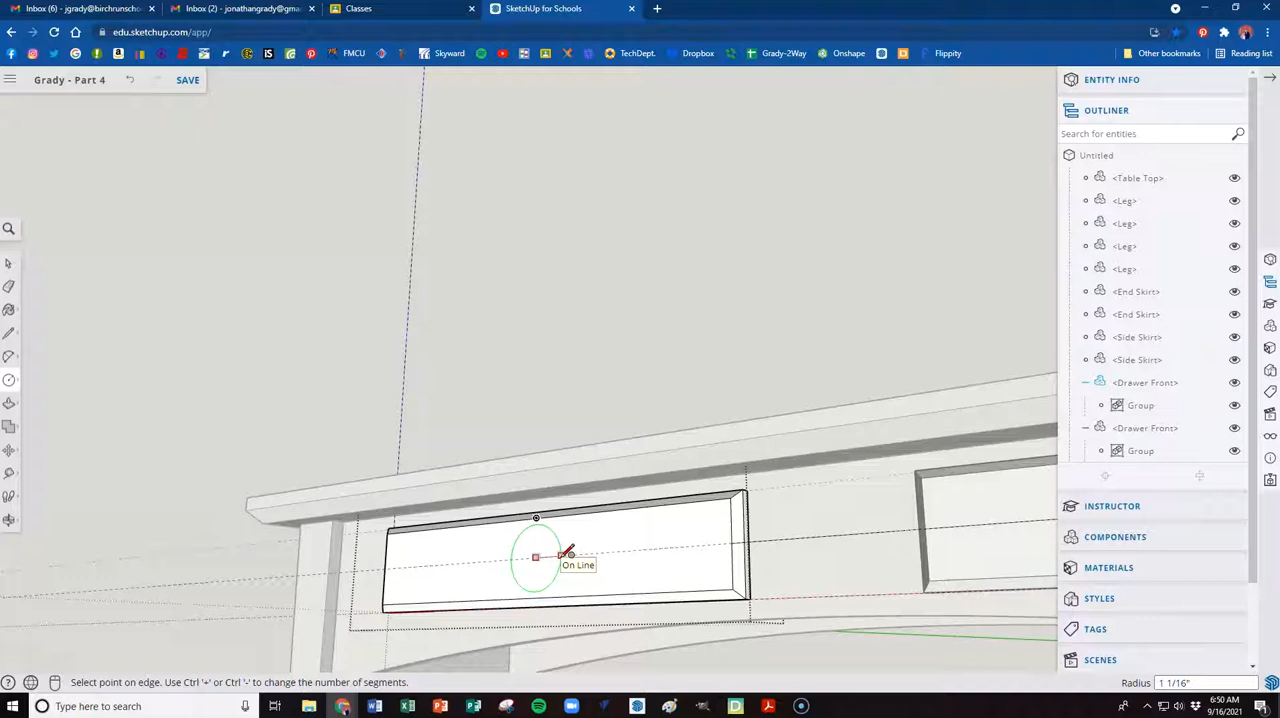 Inbox (6) - jgrady@birchrunschoo
Inbox (2) - jonathangrady@gma
Classes
SketchUp for Schools
edu.sketchup.com/app/
FMCU
Skyward
TechDept.
Dropbox
Grady-2Way
Onshape
Flippity
Other bookmarks
Reading list
Grady - Part 4
SAVE
ENTITY INFO
OUTLINER
Search for entities
Untitled
<Table Top>
<Leg>
<Leg>
<Leg>
<Leg>
<End Skirt>
<End Skirt>
<Side Skirt>
<Side Skirt>
<Drawer Front>
Group
<Drawer Front>
Group
INSTRUCTOR
COMPONENTS
MATERIALS
STYLES
TAGS
SCENES
On Line
Select point on edge. Use Ctrl '+' or Ctrl '-' to change the number of segments.
Radius 1 1/16"
Type here to search
6:50 AM
9/16/2021